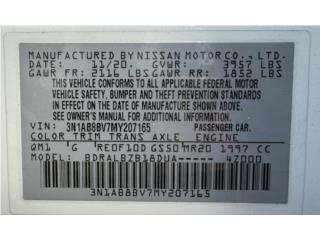 MANUFACTURED BY NISSAN MOTOR CO., LTD.
DATE: 11/20. GVWR: 3957 LBS
GAWR FR: 2116 LBS GAWR RR: 1852 LBS
THIS VEHICLE CONFORMS TO ALL APPLICABLE
FEDERAL MOTOR VEHICLE
VEHICLE SAFETY, BUMPER AND THEFT PREVENTION
STANDARDS IN EFFECT ON THE DATE OF
MANUFACTURE SHOWN ABOVE.
SEE OWNER'S MANUAL FOR ADDITIONAL
INFORMATION.
VIN: 3N1AB8BV7MY207165 PASSENGER CAR.
COLOR TRIM TRANS AXLE ENGINE
QM1 'G RE0F10D GS50 MR20 1997 CC
MODEL: BDRALBZB18DUA----- 47000
3N1AB8BV7MY207165